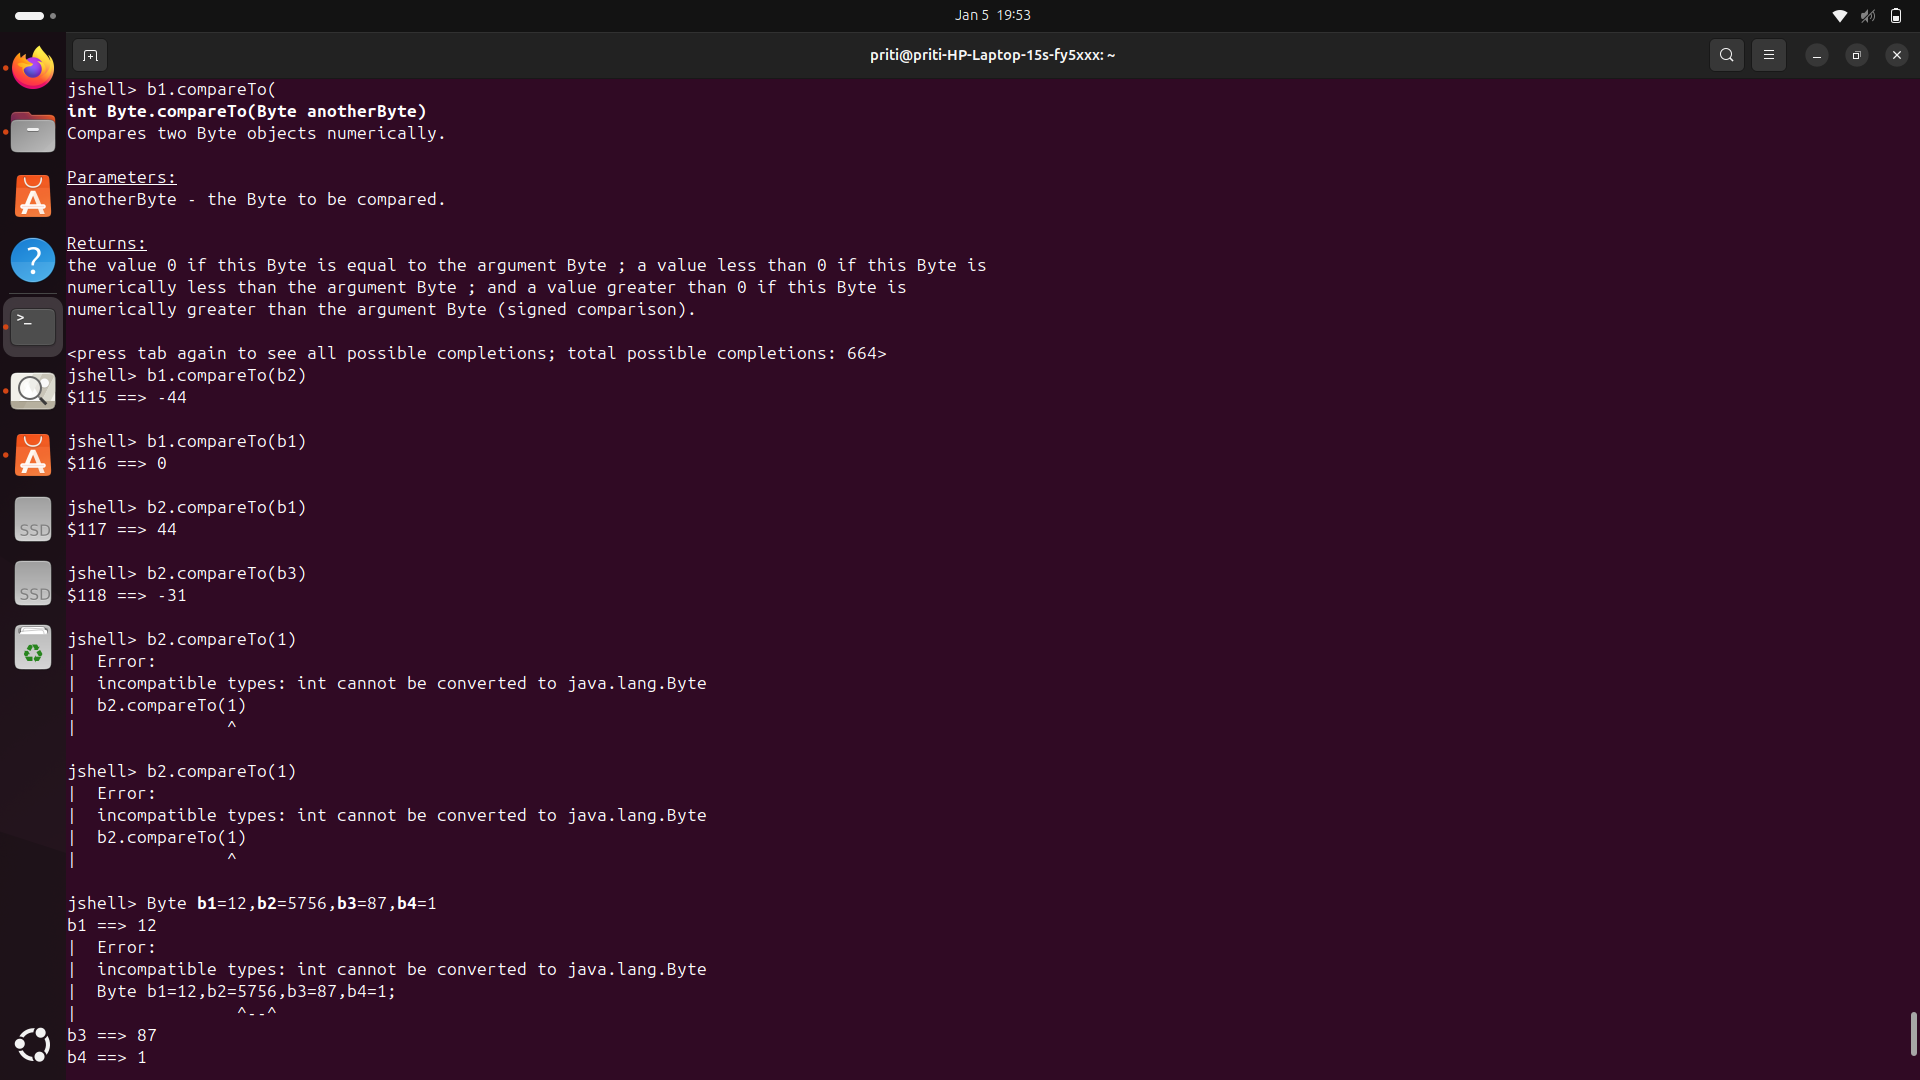 Jan 5 19:53
priti@priti-HP-Laptop-15s-fy5xxx: ~
jshell> b1.compareTo(
int Byte.compareTo(Byte anotherByte)
Compares two Byte objects numerically.
Parameters:
anotherByte - the Byte to be compared.
Returns:
the value 0 if this Byte is equal to the argument Byte ; a value less than 0 if this Byte is
numerically less than the argument Byte ; and a value greater than 0 if this Byte is
numerically greater than the argument Byte (signed comparison).
<press tab again to see all possible completions; total possible completions: 664>
jshell> b1.compareTo(b2)
$115 ==> -44
jshell> b1.compareTo(b1)
$116 ==> 0
jshell> b2.compareTo(b1)
$117 ==> 44
jshell> b2.compareTo(b3)
$118 ==> -31
jshell> b2.compareTo(1)
|  Error:
|  incompatible types: int cannot be converted to java.lang.Byte
|  b2.compareTo(1)
|               ^
jshell> b2.compareTo(1)
|  Error:
|  incompatible types: int cannot be converted to java.lang.Byte
|  b2.compareTo(1)
|               ^
jshell> Byte b1=12,b2=5756,b3=87,b4=1
b1 ==> 12
|  Error:
|  incompatible types: int cannot be converted to java.lang.Byte
|  Byte b1=12,b2=5756,b3=87,b4=1;
|                ^--^
b3 ==> 87
b4 ==> 1
SSD
SSD